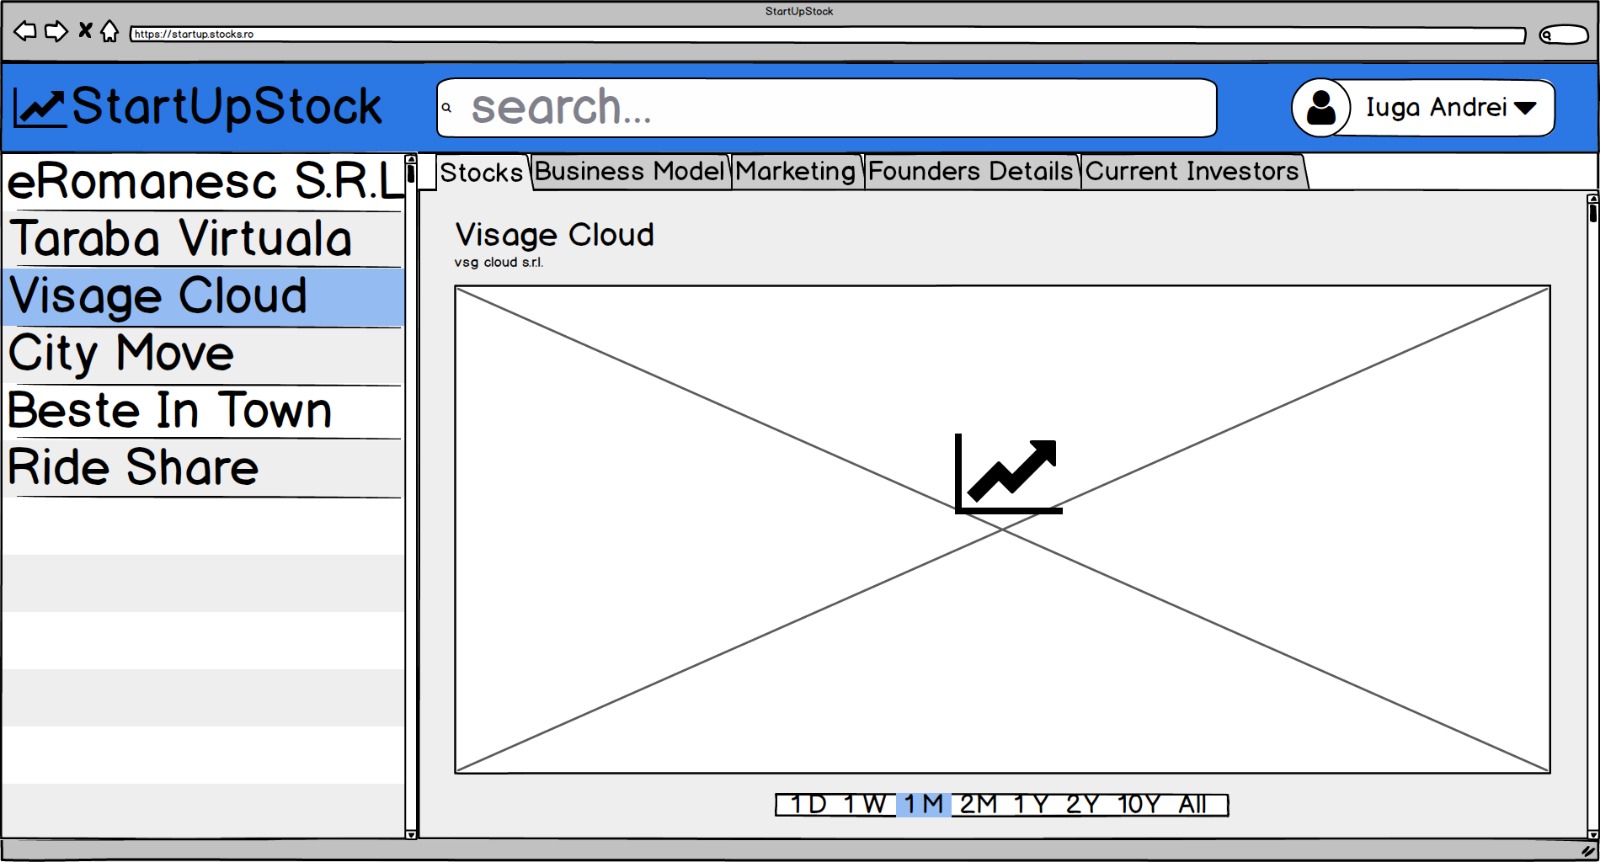 StartUpStock
https://startup.stocks.ro
StartUpStock
search...
Iuga Andrei
eRomanesc S.R.L
Taraba Virtuala
Visage Cloud
City Move
Beste In Town
Ride Share
Stocks Business Model Marketing Founders Details Current Investors
Visage Cloud
vsg cloud s.r.l.
1D 1W 1M 2M 1Y 2Y 10Y All